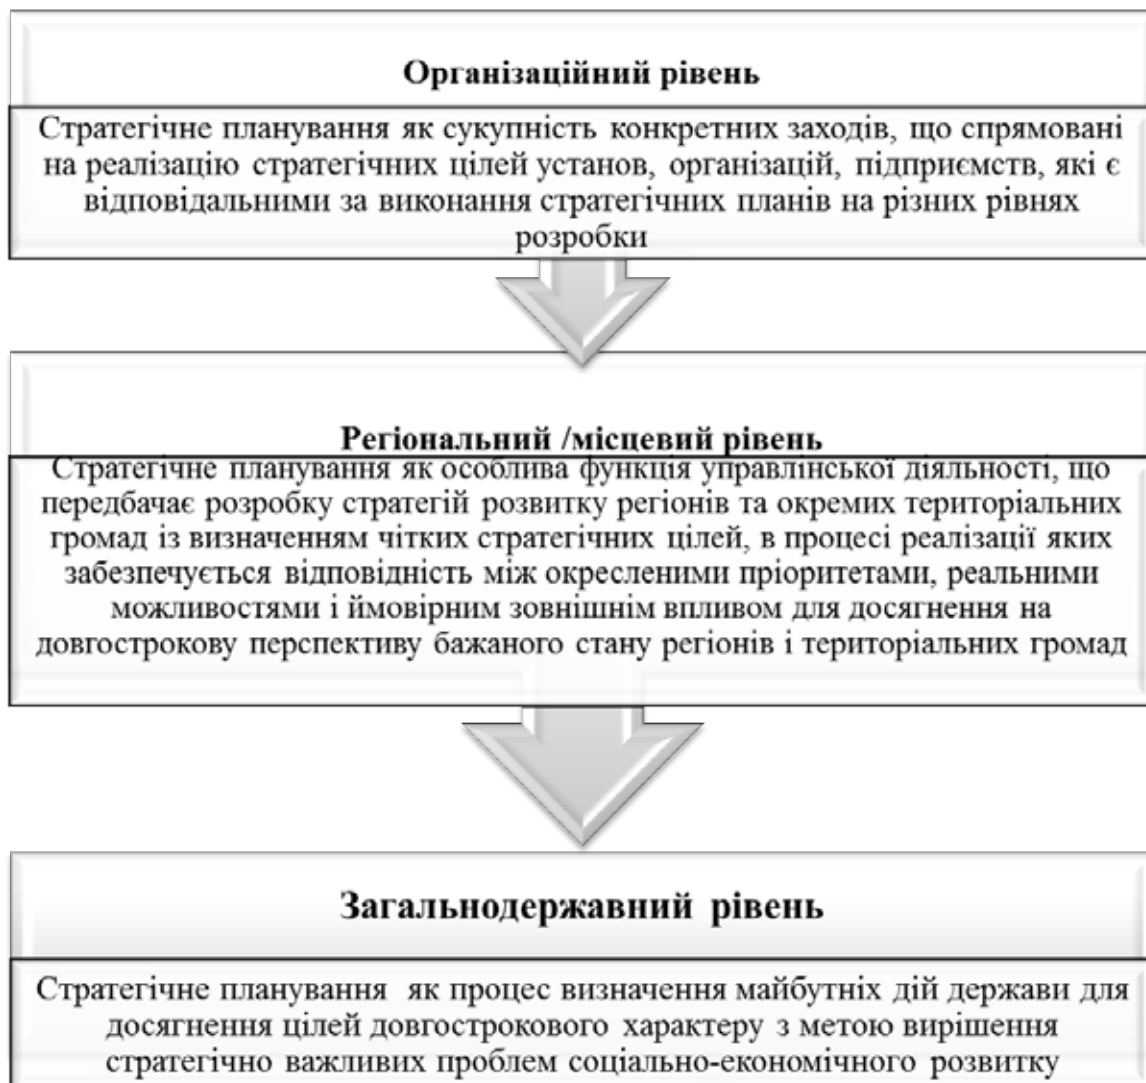 Організаційний рівень
Стратегічне планування як сукупність конкретних заходів, що спрямовані
на реалізацію стратегічних цілей установ, організацій, підприємств, які є
відповідальними за виконання стратегічних планів на різних рівнях
розробки
Регіональний /місцевий рівень
Стратегічне планування як особлива функція управлінської діяльності, що
передбачає розробку стратегій розвитку регіонів та окремих територіальних
громад із визначенням чітких стратегічних цілей, в процесі реалізації яких
забезпечується відповідність між окресленими пріоритетами, реальними
можливостями і ймовірним зовнішнім впливом для досягнення на
довгострокову перспективу бажаного стану регіонів і територіальних громад
Загальнодержавний рівень
Стратегічне планування як процес визначення майбутніх дій держави для
досягнення цілей довгострокового характеру з метою вирішення
стратегічно важливих проблем соціально-економічного розвитку